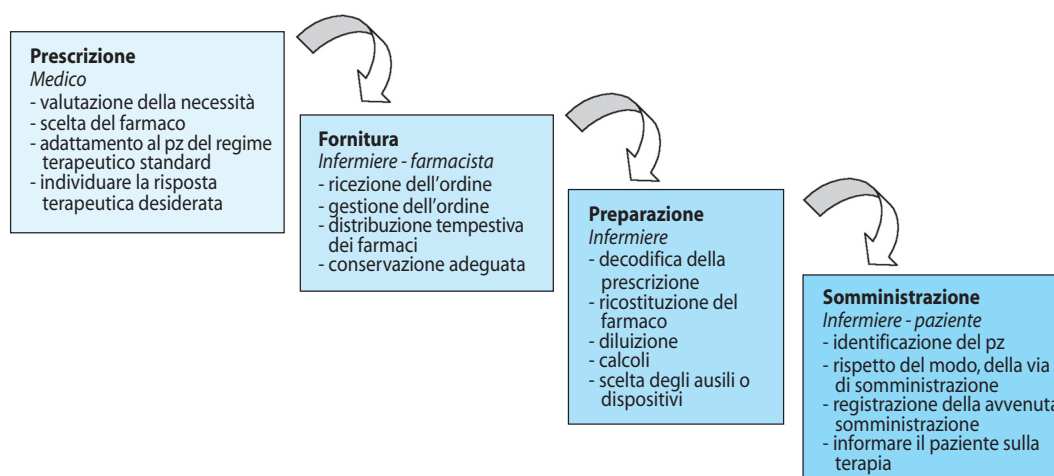 Prescrizione
Medico
- valutazione della necessità
- scelta del farmaco
- adattamento al pz del regime
terapeutico standard
- individuare la risposta
terapeutica desiderata
Fornitura
Infermiere - farmacista
- ricezione dell'ordine
- gestione dell'ordine
- distribuzione tempestiva
dei farmaci
- conservazione adeguata
Preparazione
Infermiere
- decodifica della
prescrizione
- ricostituzione del
farmaco
- diluizione
- calcoli
- scelta degli ausili o
dispositivi
Somministrazione
Infermiere - paziente
- identificazione del pz
- rispetto del modo, della via
di somministrazione
- registrazione della avvenuta
somministrazione
- informare il paziente sulla
terapia